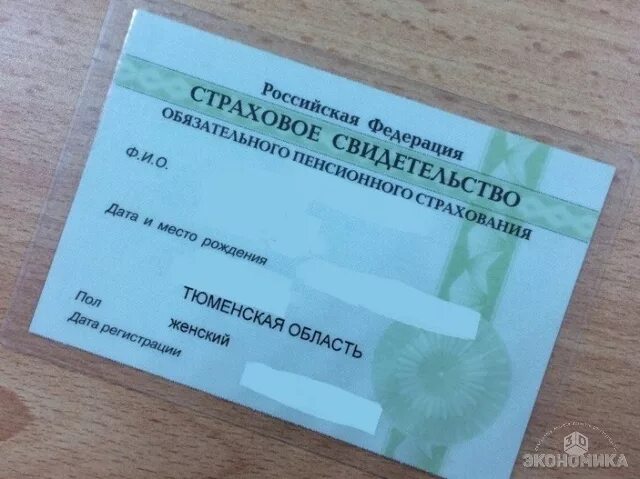 Российская Федерация
СТРАХОВОЕ СВИДЕТЕЛЬСТВО
ОБЯЗАТЕЛЬНОГО ПЕНСИОННОГО СТРАХОВАНИЯ
Ф.И.О.
Дата и место рождения
ТЮМЕНСКАЯ ОБЛАСТЬ
Пол женский
Дата регистрации
ЭКОНОМИКА